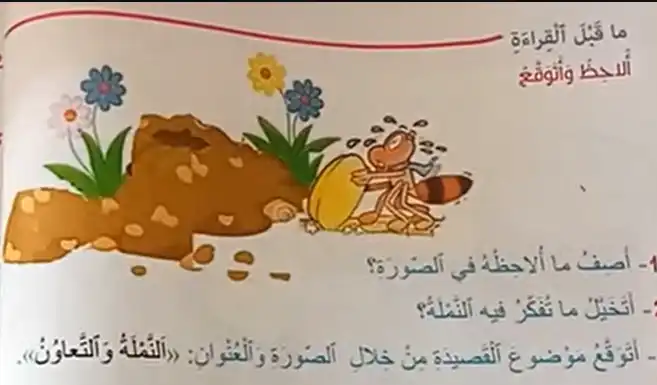 ما قَبْلَ ٱلْقِراءَةِ
أُلاحِظُ وَأَتَوَقَّعُ
1- أَصِفُ ما أُلاحِظُهُ في ٱلصّورَةِ؟
- أَتَخَيَّلُ ما تُفَكِّرُ فيهِ ٱلنَّمْلَةُ؟
- أَتَوَقَّعُ مَوْضوعَ ٱلْقَصيدَةِ مِنْ خِلالِ ٱلصّورَةِ وَٱلْعُنْوانِ: «ٱلنَّمْلَةُ وَٱلتَّعاوُنُ».